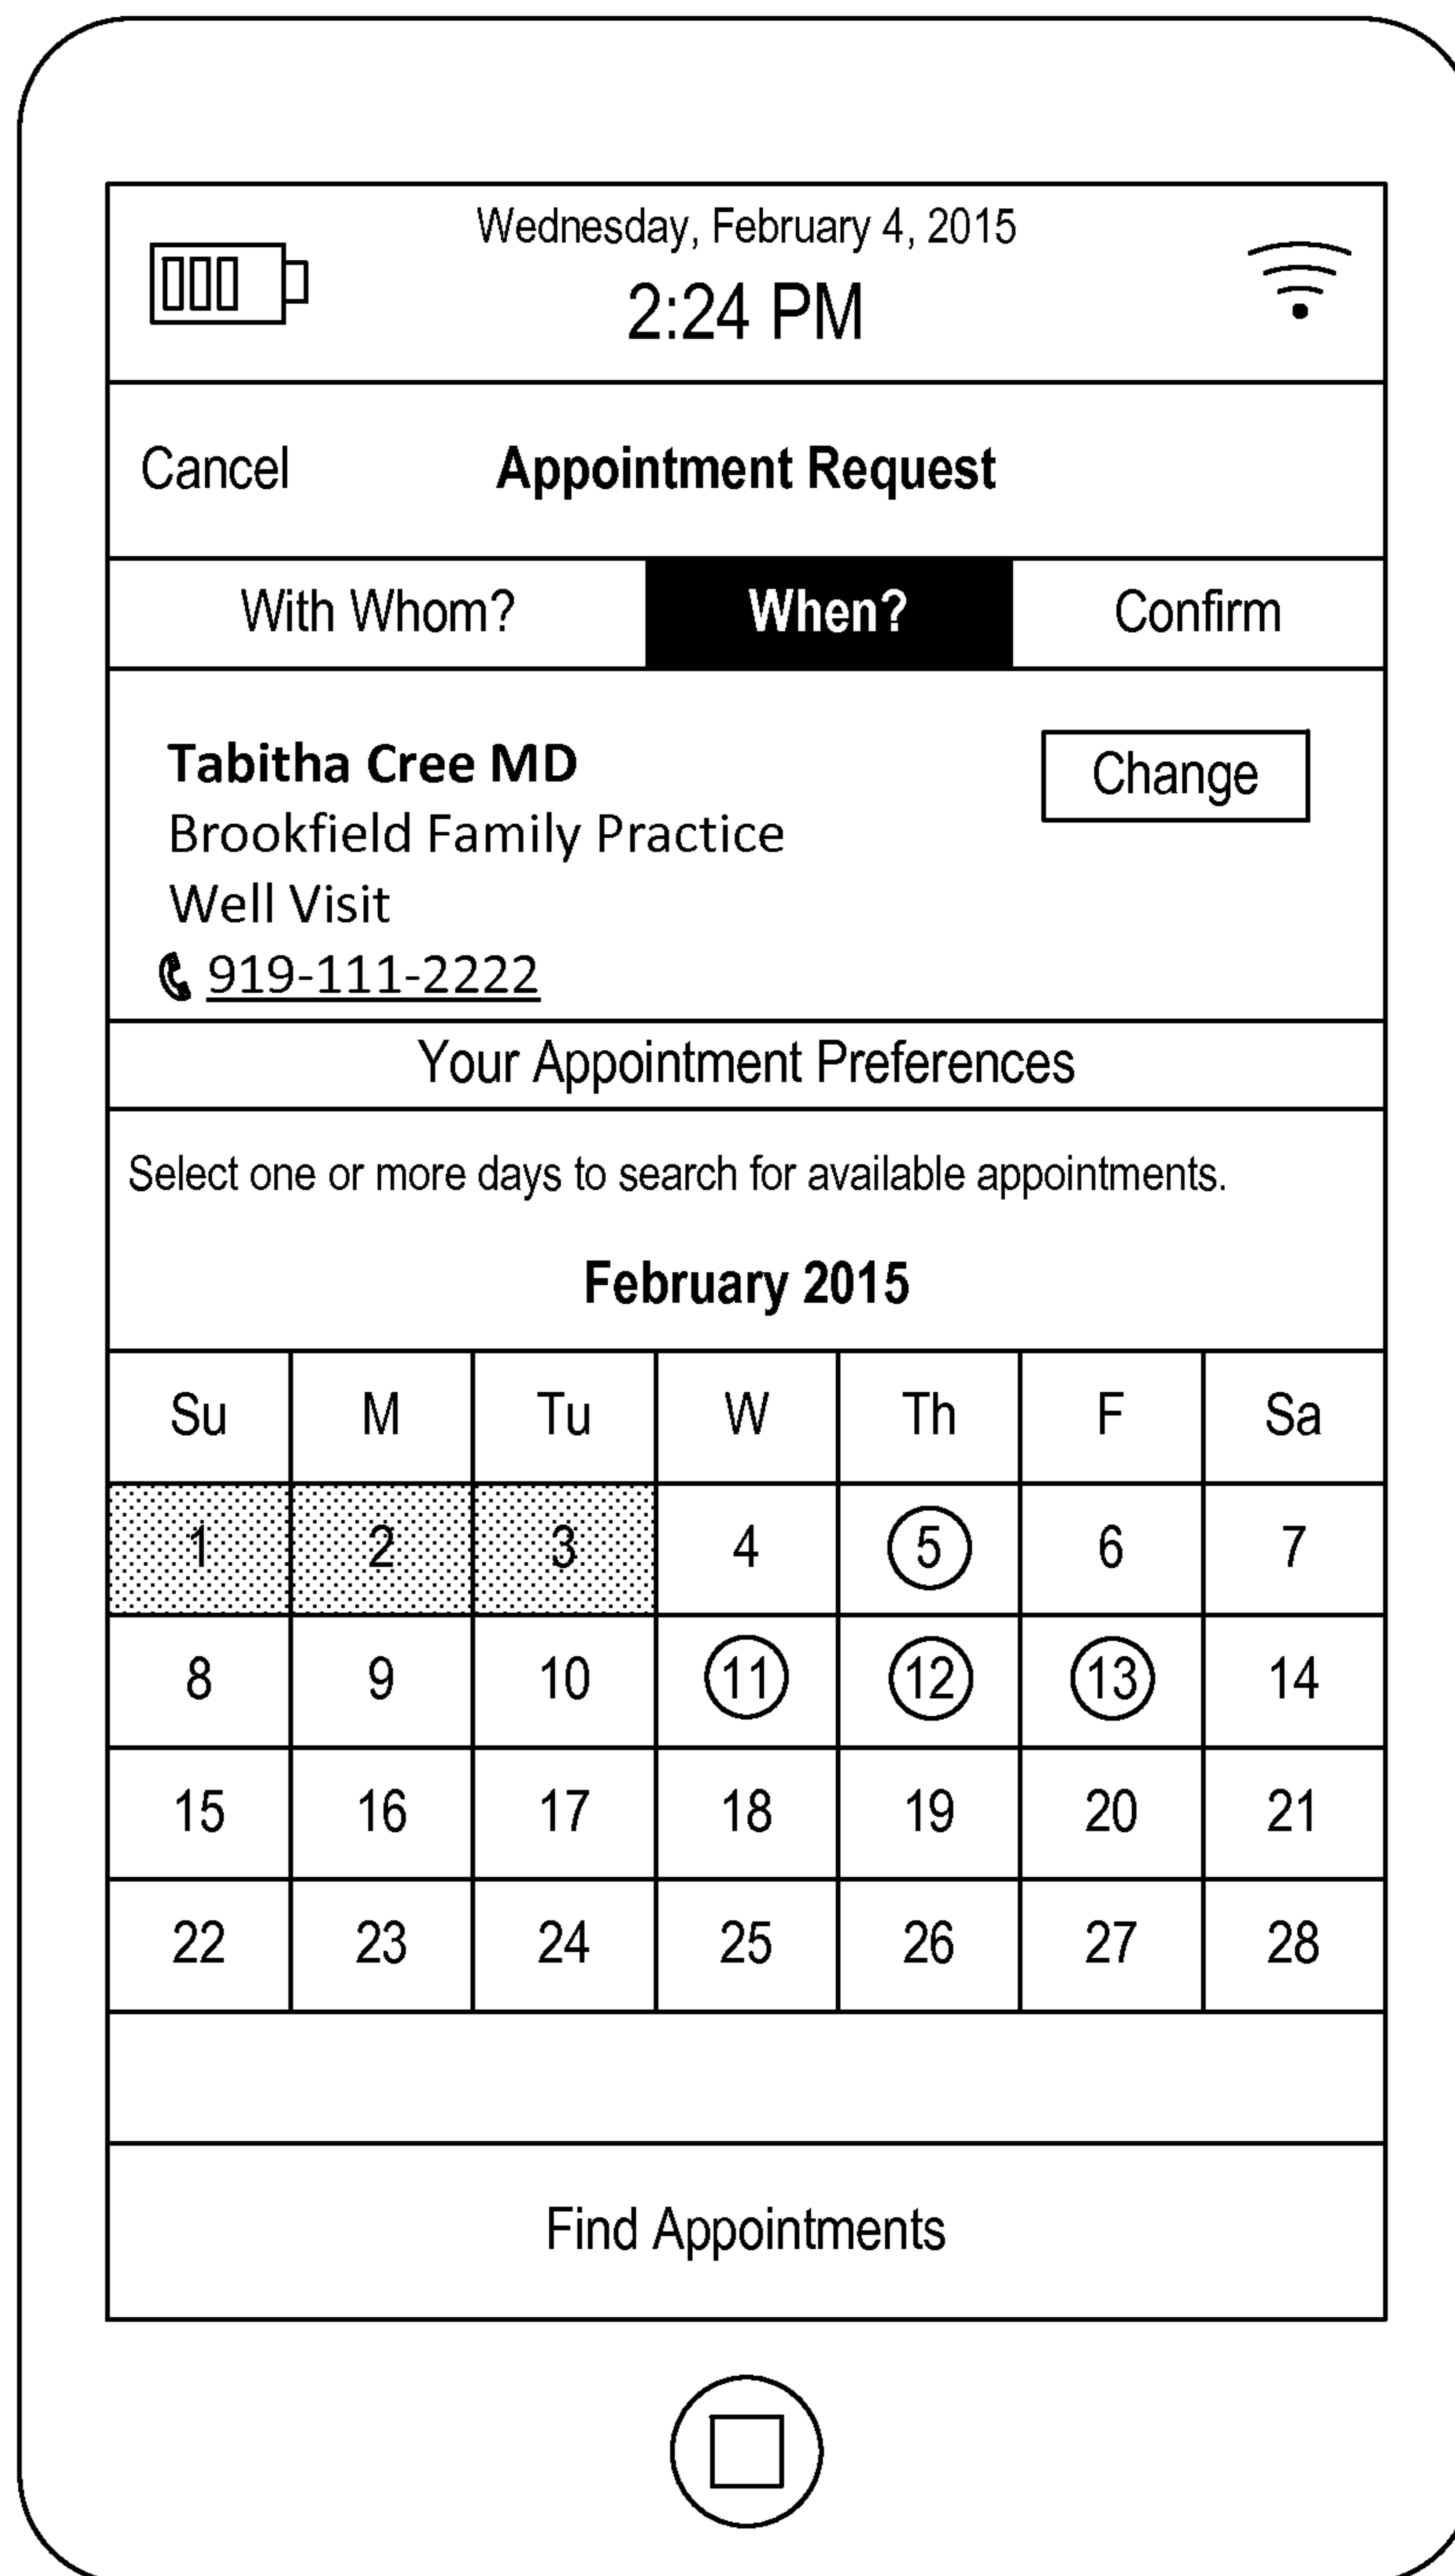 Wednesday, February 4, 2015
2:24 PM
Cancel Appointment Request
With Whom? When? Confirm
Tabitha Cree MD
Change
Brookfield Family Practice
Well Visit
919-111-2222
Your Appointment Preferences
Select one or more days to search for available appointments.
February 2015
Su M Tu W Th F Sa
1 2 3 4 5 6 7
8 9 10 11 12 13 14
15 16 17 18 19 20 21
22 23 24 25 26 27 28
Find Appointments